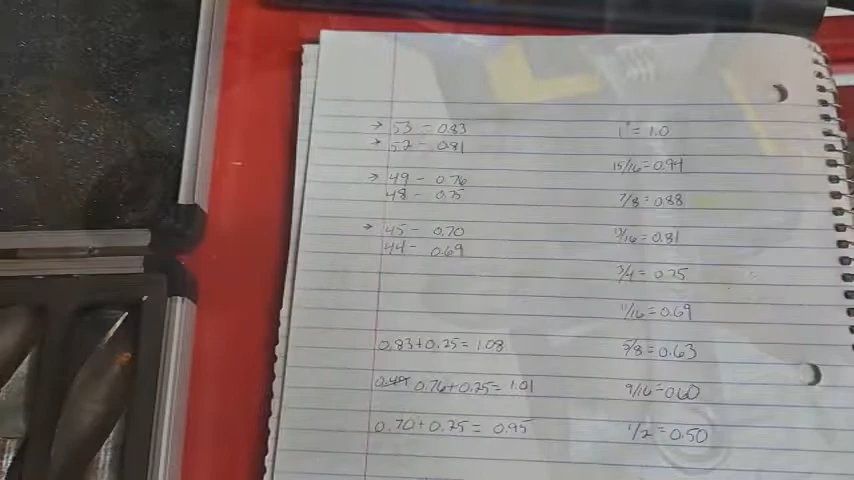 → 53 - 0.83
→ 52 - 0.81
→ 49 - 0.76
48 - 0.75
→ 45 - 0.70
44 - 0.69
0.83+0.25= 1.08
0.76+0.25= 1.01
0.70+0.25= 0.95
1" = 1.0
15/16=0.94
7/8=0.88
13/16=0.81
3/4=0.75
11/16=0.69
5/8=0.63
9/16=0.60
1/2=0.50